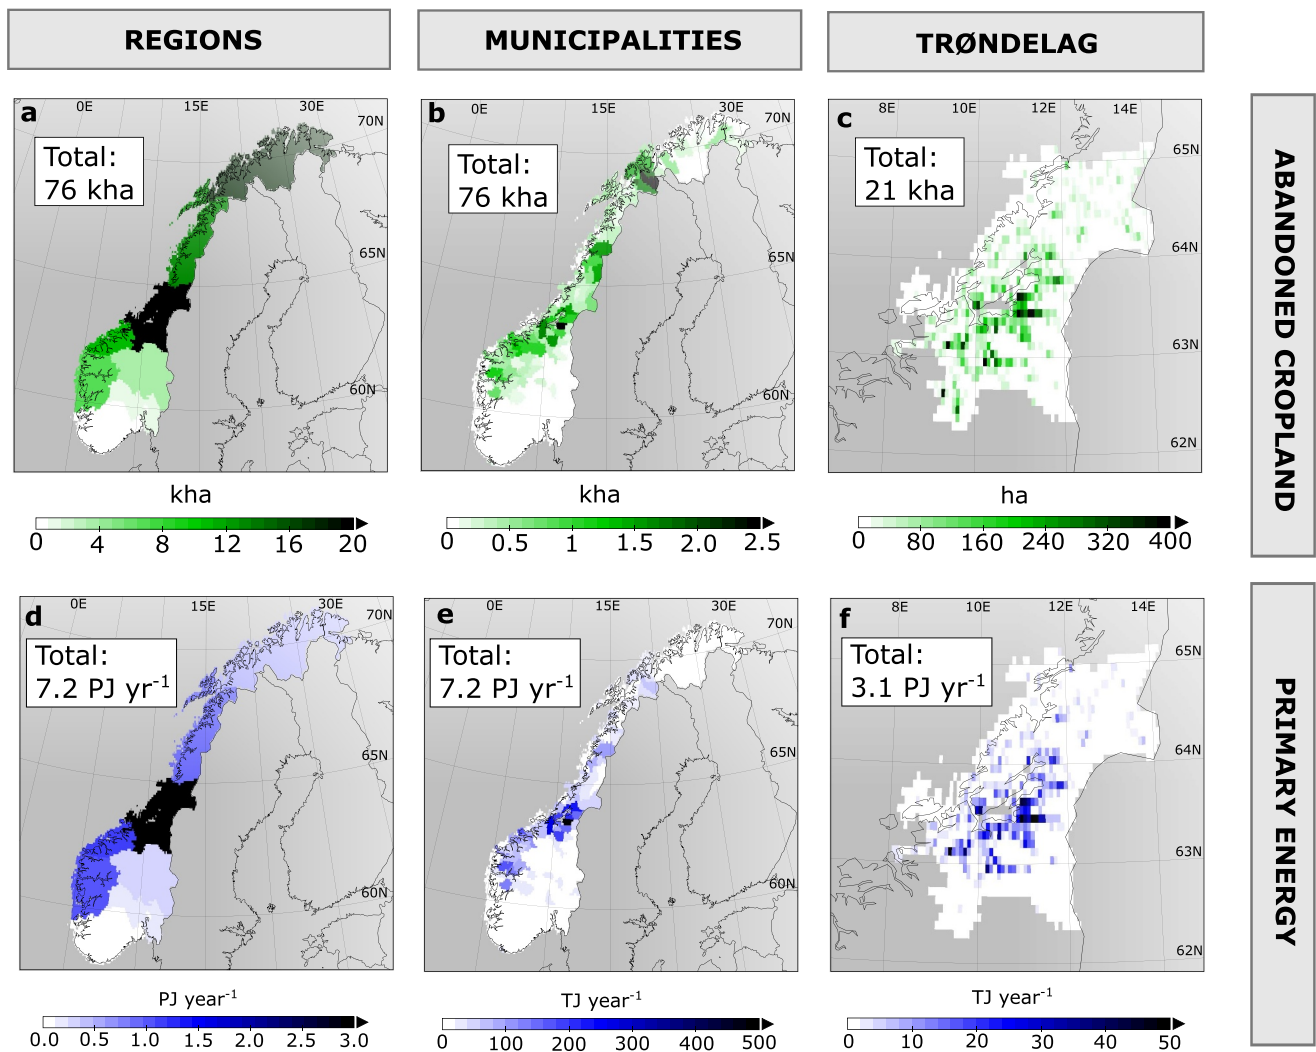 REGIONS
MUNICIPALITIES
TRØNDELAG
ABANDONED CROPLAND
PRIMARY ENERGY
a
0E 15E 30E
70N
65N
60N
Total:
76 kha
kha
0 4 8 12 16 20
b
0E 15E 30E
70N
65N
60N
Total:
76 kha
kha
0 0.5 1 1.5 2.0 2.5
c
8E 10E 12E 14E
65N
64N
63N
62N
Total:
21 kha
ha
0 80 160 240 320 400
d
0E 15E 30E
70N
65N
60N
Total:
7.2 PJ yr-1
PJ year-1
0.0 0.5 1.0 1.5 2.0 2.5 3.0
e
0E 15E 30E
70N
65N
60N
Total:
7.2 PJ yr-1
TJ year-1
0 100 200 300 400 500
f
8E 10E 12E 14E
65N
64N
63N
62N
Total:
3.1 PJ yr-1
TJ year-1
0 10 20 30 40 50